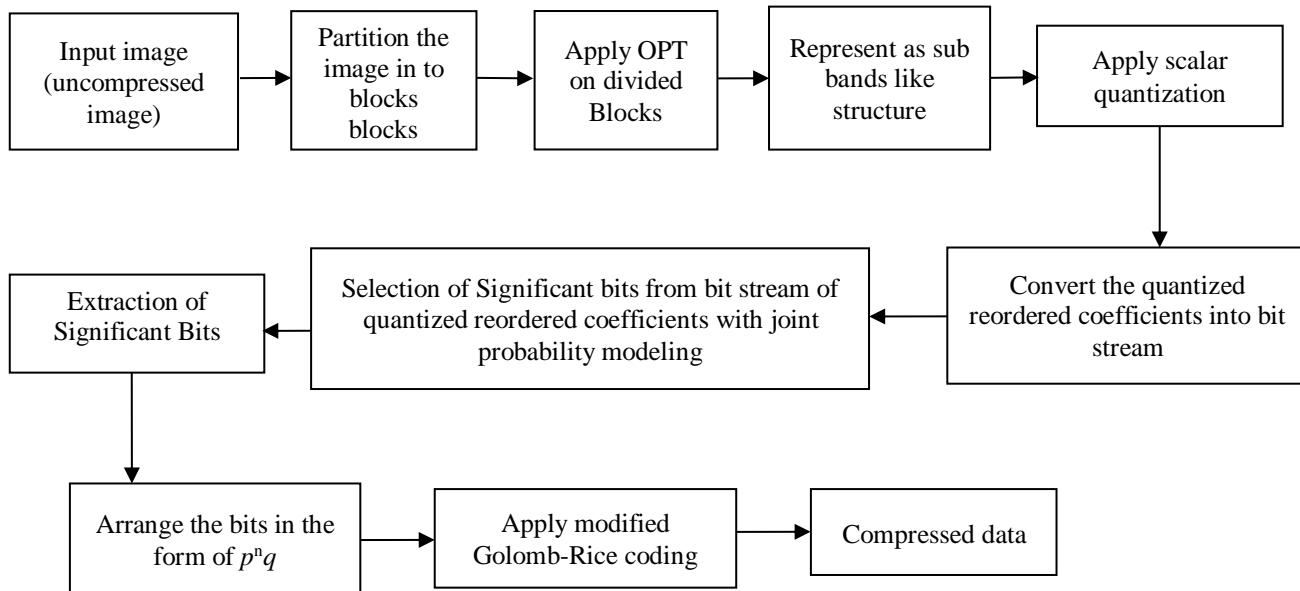 Input image
(uncompressed
image)
Partition the
image in to
blocks
blocks
Apply OPT
on divided
Blocks
Represent as sub
bands like
structure
Apply scalar
quantization
Convert the quantized
reordered coefficients into bit
stream
Selection of Significant bits from bit stream of
quantized reordered coefficients with joint
probability modeling
Extraction of
Significant Bits
Arrange the bits in the
form of pⁿq
Apply modified
Golomb-Rice coding
Compressed data